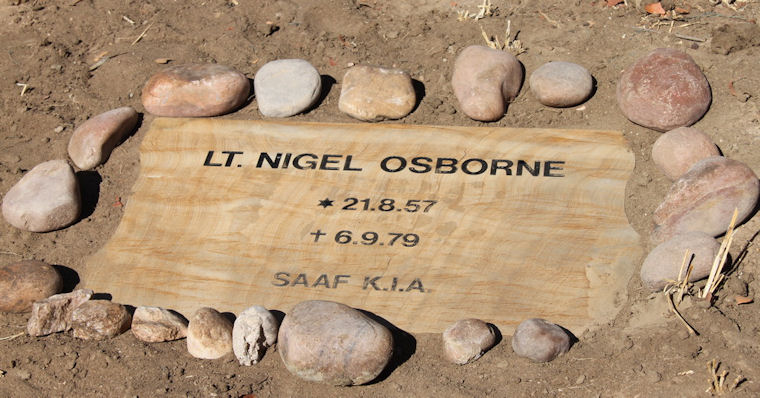 LT. NIGEL OSBORNE
✶ 21.8.57
† 6.9.79
SAAF K.I.A.